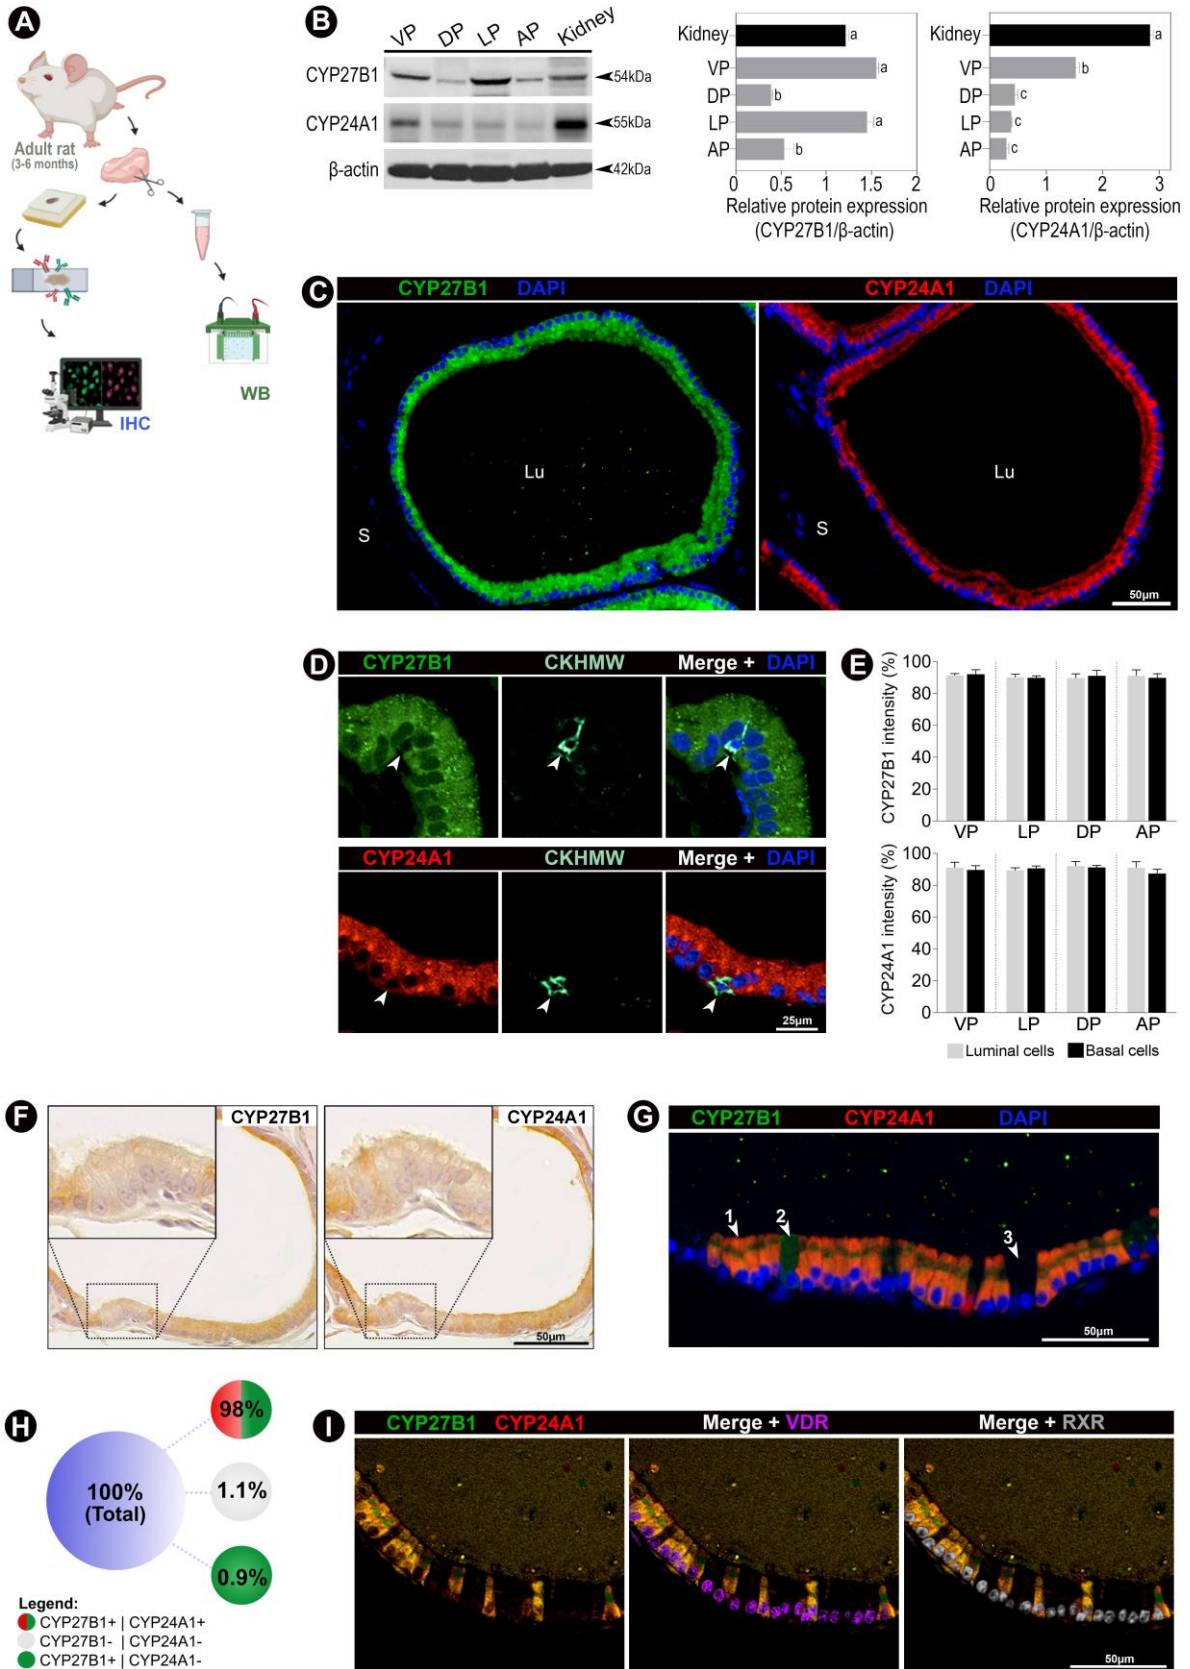 A
Adult rat
(3-6 months)
IHC
WB
B
VP DP LP AP Kidney
CYP27B1
54kDa
CYP24A1
55kDa
β-actin
42kDa
Kidney
VP
DP
LP
AP
a
a
b
a
b
0 0.5 1 1.5 2
Relative protein expression
(CYP27B1/β-actin)
Kidney
VP
DP
LP
AP
a
b
c
c
c
0 1 2 3
Relative protein expression
(CYP24A1/β-actin)
C
CYP27B1 DAPI
Lu
S
CYP24A1 DAPI
Lu
S
50µm
D
CYP27B1 CKHMW Merge + DAPI
CYP24A1 CKHMW Merge + DAPI
25µm
E
CYP27B1 intensity (%)
100
80
60
40
20
0
VP LP DP AP
CYP24A1 intensity (%)
100
80
60
40
20
0
VP LP DP AP
Luminal cells Basal cells
F
CYP27B1
CYP24A1
50µm
G
CYP27B1 CYP24A1 DAPI
1 2 3
50µm
H
100%
(Total)
98%
1.1%
0.9%
Legend:
CYP27B1+ | CYP24A1+
CYP27B1- | CYP24A1-
CYP27B1+ | CYP24A1-
I
CYP27B1 CYP24A1 Merge + VDR Merge + RXR
50µm